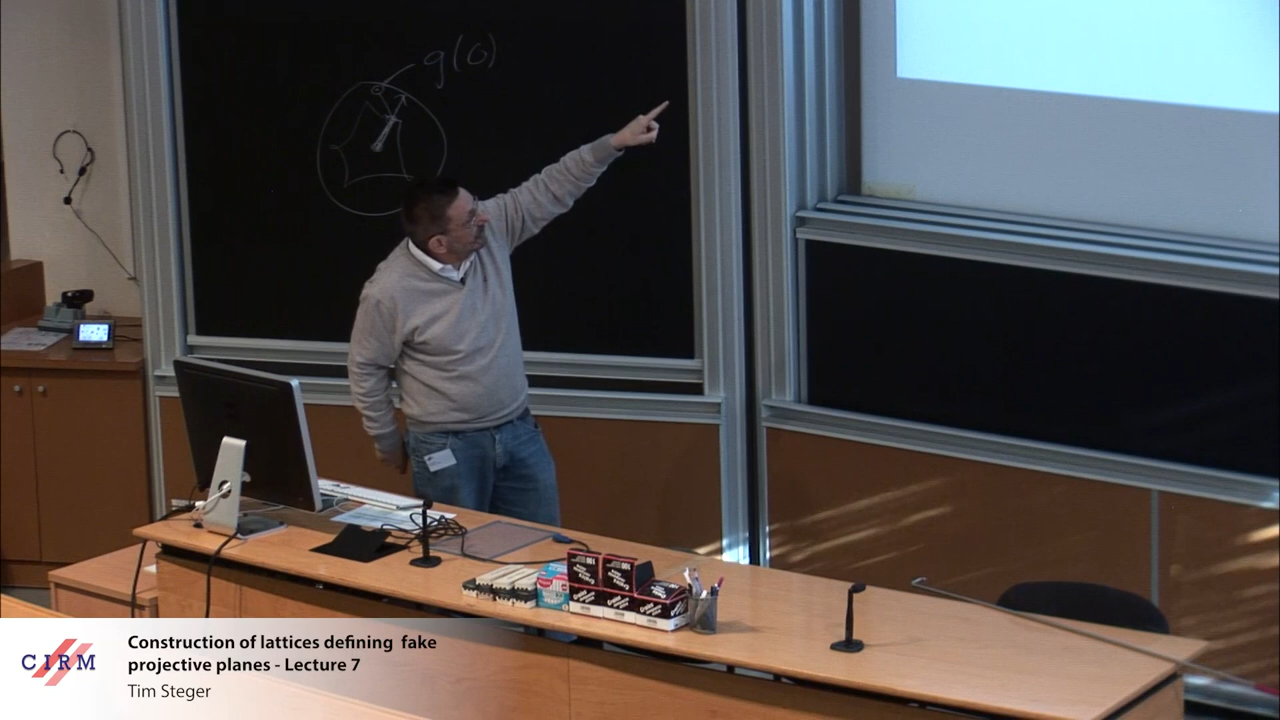 g(0)
CIRM
Construction of lattices defining fake
projective planes - Lecture 7
Tim Steger